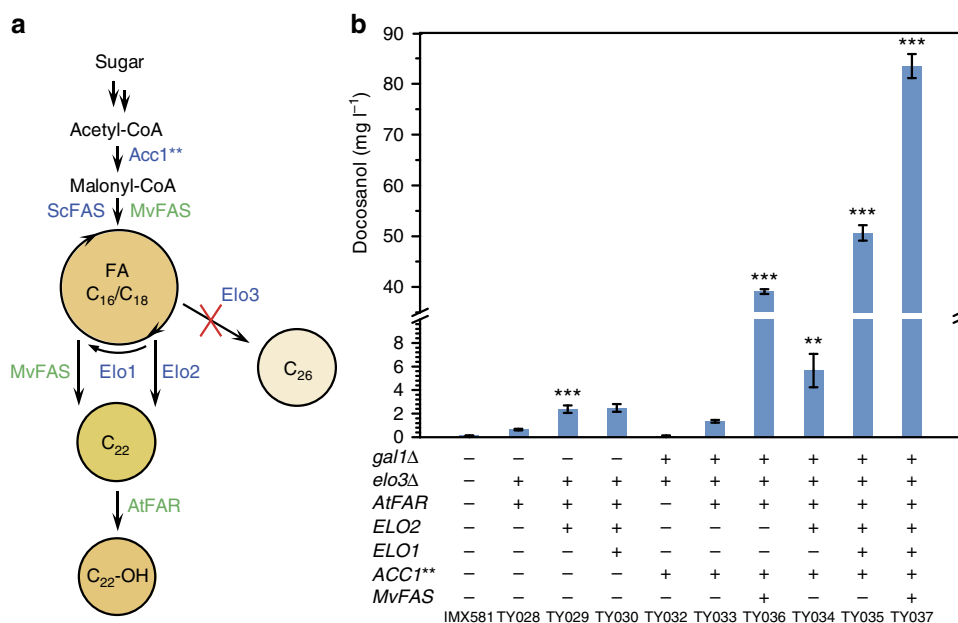 a
Sugar
Acetyl-CoA
Acc1**
Malonyl-CoA
ScFAS MvFAS
FA
C₁₆/C₁₈
Elo3
C₂₆
MvFAS Elo1 Elo2
C₂₂
AtFAR
C₂₂-OH
b
Docosanol (mg l⁻¹)
90
80
70
60
50
40
8
6
4
2
0
***
***
**
***
***
gal1Δ – – – – + + + + + +
elo3Δ – + + + + + + + + +
AtFAR – + + + – + + + + +
ELO2 – – + + – – – + + +
ELO1 – – – + – – – – + +
ACC1** – – – – + + + + + +
MvFAS – – – – – – + – – +
IMX581 TY028 TY029 TY030 TY032 TY033 TY036 TY034 TY035 TY037